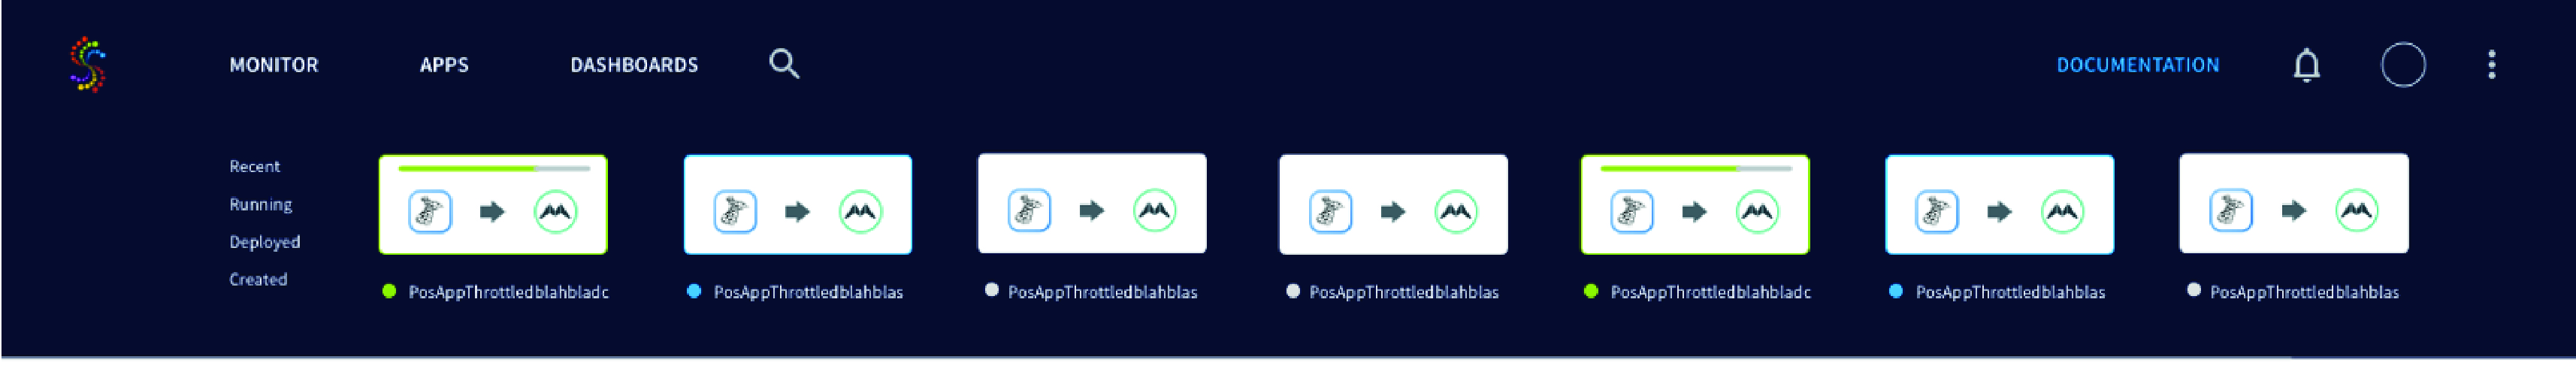 MONITOR APPS DASHBOARDS DOCUMENTATION
Recent
Running
Deployed
Created
PosAppThrottledblahbladc PosAppThrottledblahblas PosAppThrottledblahblas PosAppThrottledblahblas PosAppThrottledblahbladc PosAppThrottledblahblas PosAppThrottledblahblas